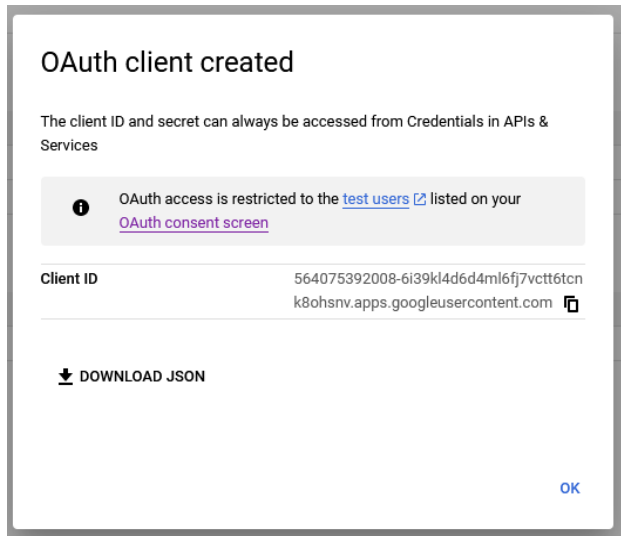 OAuth client created
The client ID and secret can always be accessed from Credentials in APIs &
Services
OAuth access is restricted to the test users listed on your
OAuth consent screen
Client ID
564075392008-6i39kl4d6d4ml6fj7vctt6tcn
k8ohsnv.apps.googleusercontent.com
DOWNLOAD JSON
OK